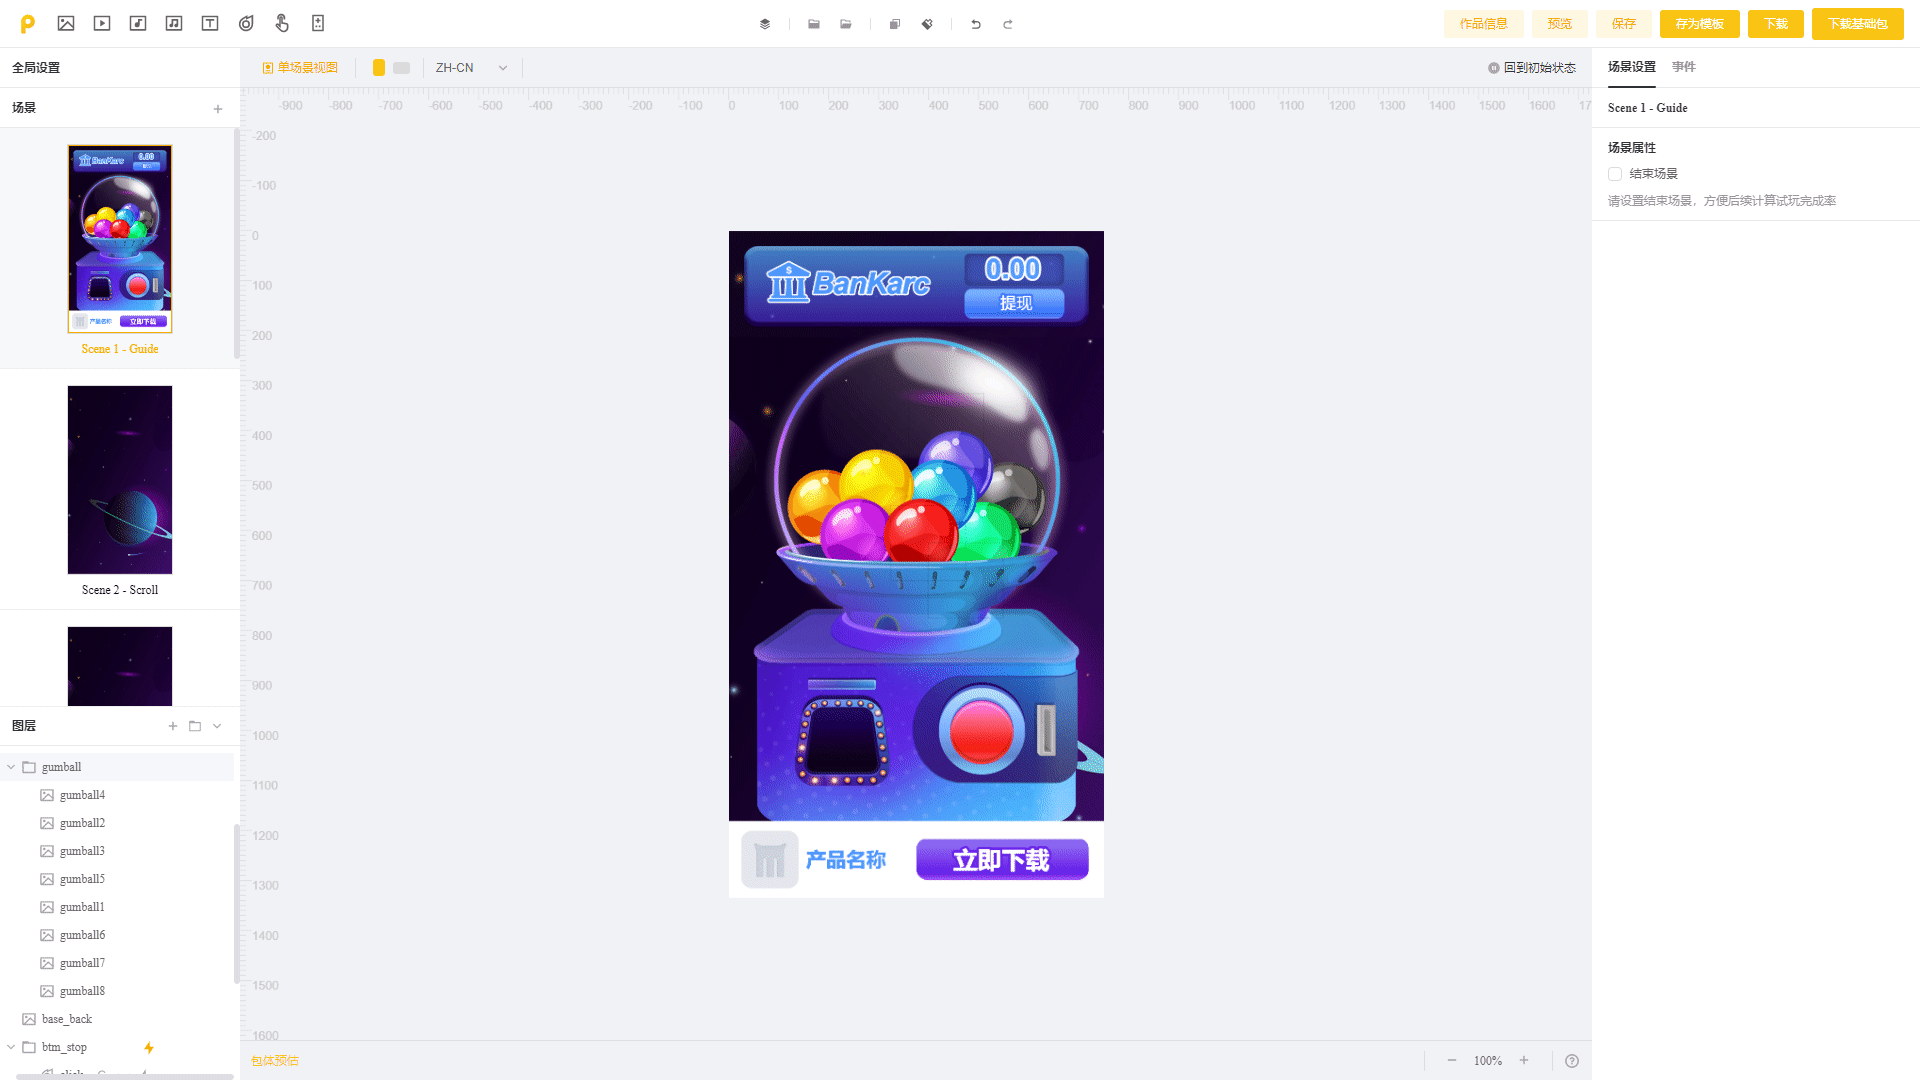 作品信息
预览
保存
存为模板
下载
下载基础包
全局设置
单场景视图
ZH-CN
回到初始状态
场景设置
事件
场景
-900 -800 -700 -600 -500 -400 -300 -200 -100 0 100 200 300 400 500 600 700 800 900 1000 1100 1200 1300 1400 1500 1600 17
Scene 1 - Guide
场景属性
结束场景
请设置结束场景，方便后续计算试玩完成率
BanKarc
0.00
产品名称
立即下载
Scene 1 - Guide
Scene 2 - Scroll
-200
-100
0
100
200
300
400
500
600
700
800
900
1000
1100
1200
1300
1400
1500
1600
BanKarc
0.00
提现
产品名称
立即下载
图层
gumball
gumball4
gumball2
gumball3
gumball5
gumball1
gumball6
gumball7
gumball8
base_back
btm_stop
包体预估
100%